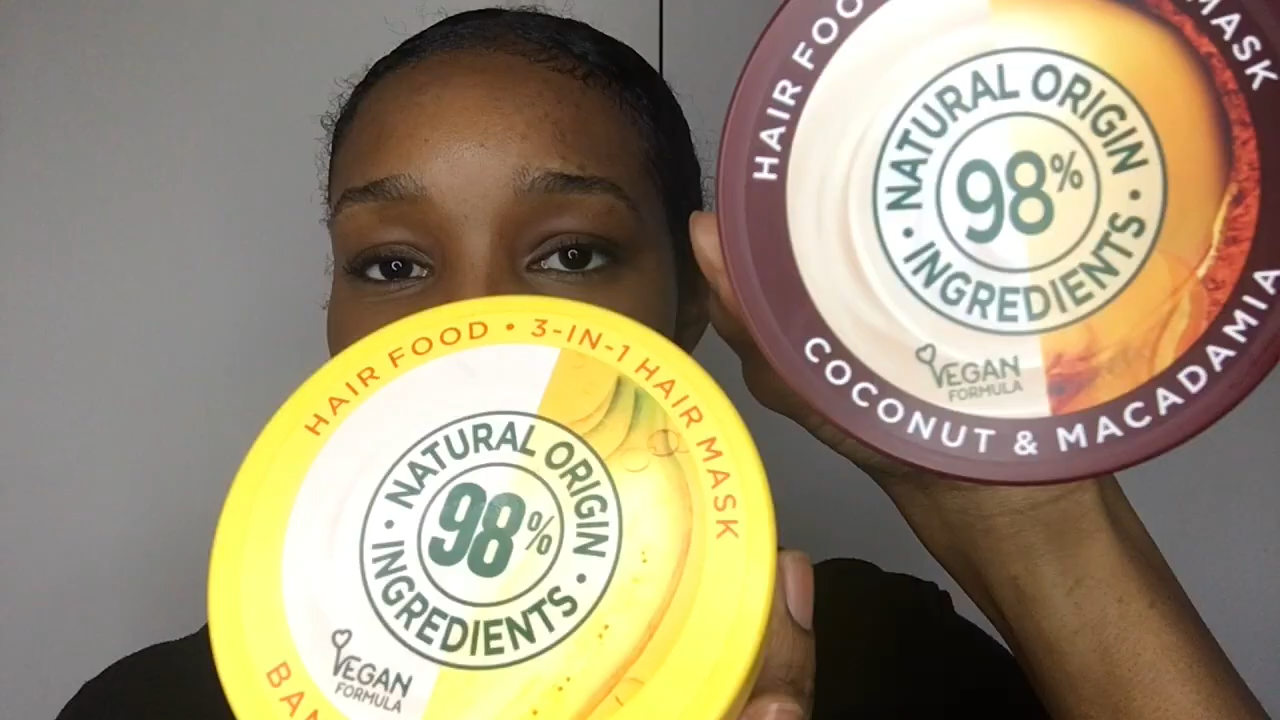 HAIR FOOD • 3-IN-1 HAIR MASK
• NATURAL ORIGIN •
98%
INGREDIENTS
VEGAN
FORMULA
HAIR
MASK
• NATURAL ORIGIN •
98%
INGREDIENTS
VEGAN
FORMULA
COCONUT & MACADAMIA